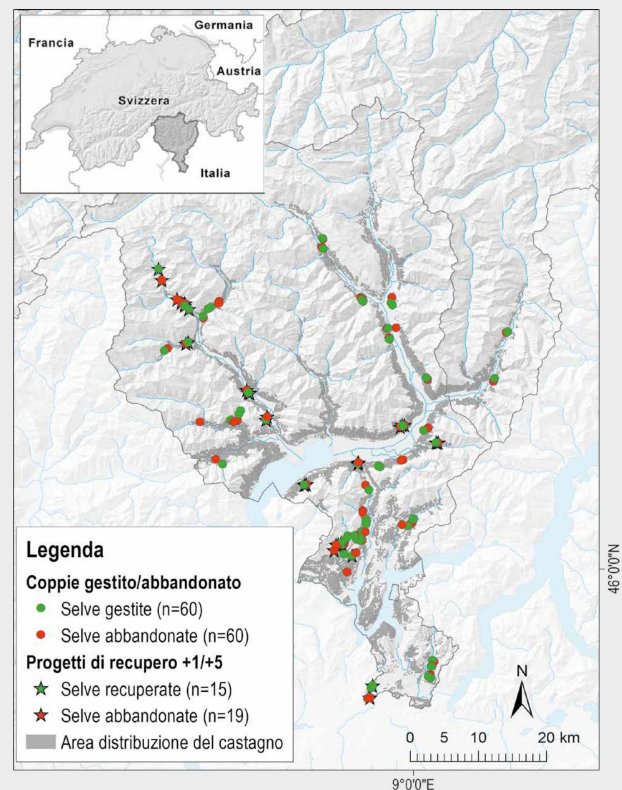 Germania
Francia
Austria
Svizzera
Italia
Legenda
Coppie gestito/abbandonato
Selve gestite (n=60)
Selve abbandonate (n=60)
Progetti di recupero +1/+5
Selve recuperate (n=15)
Selve abbandonate (n=19)
Area distribuzione del castagno
N
0 5 10 20 km
46°0'0"N
9°0'0"E